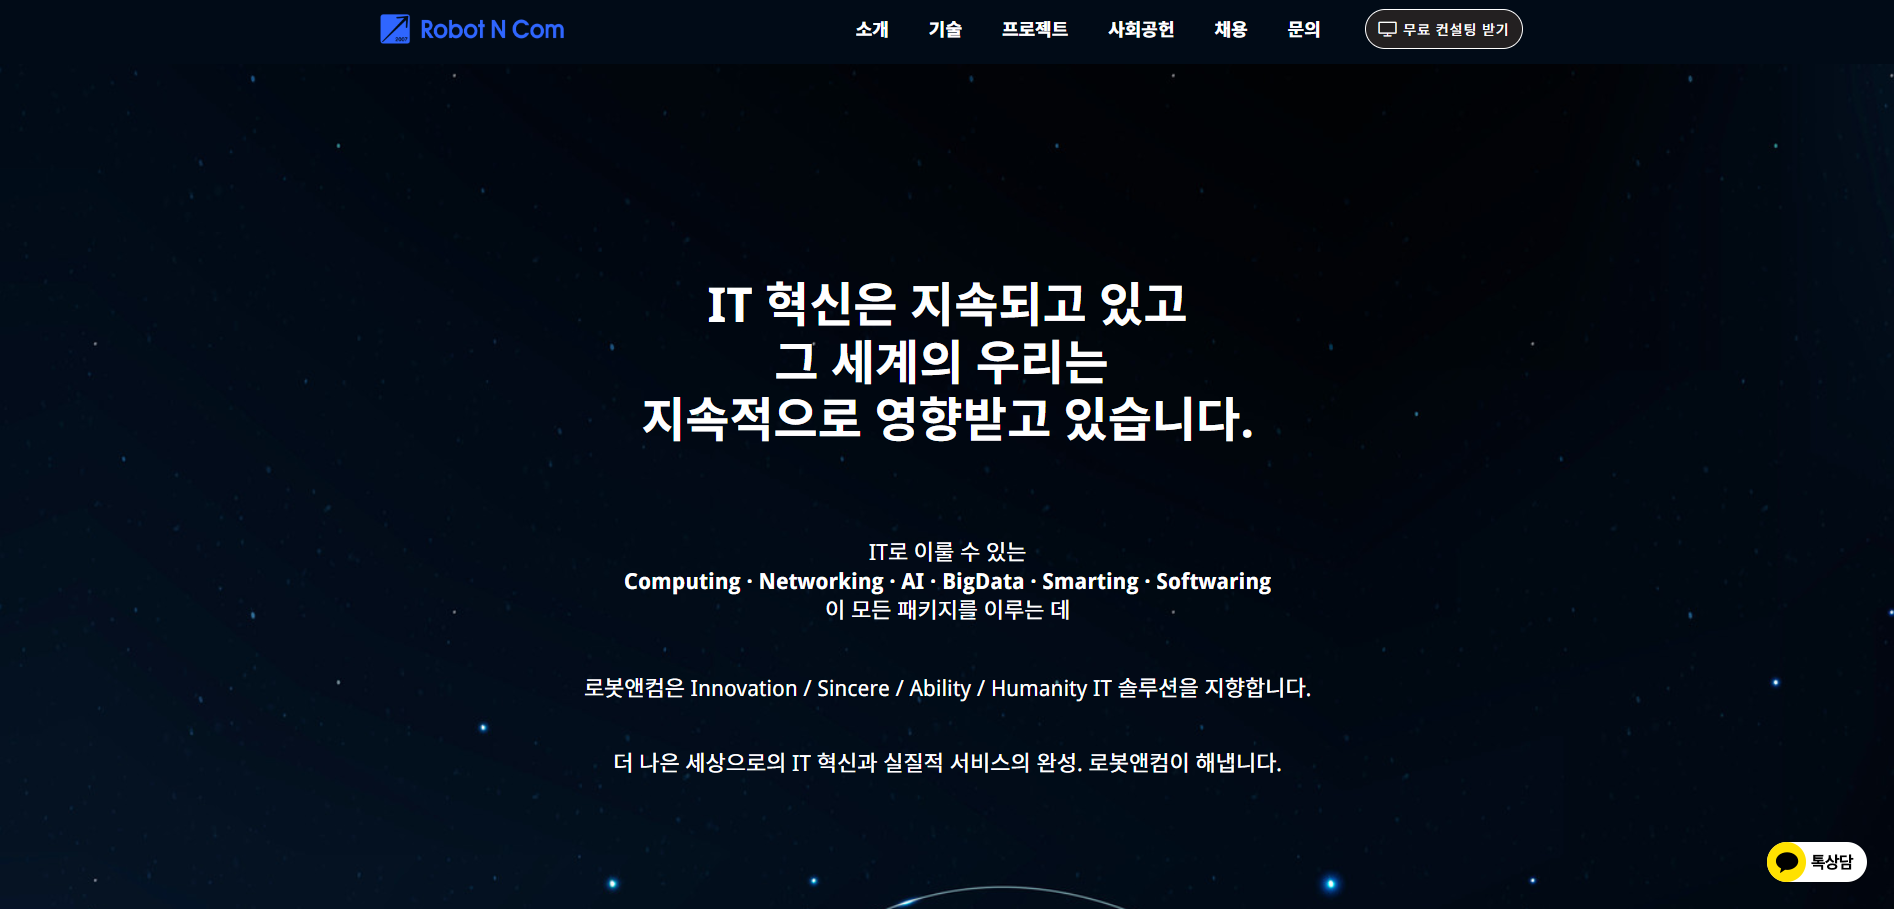 2007
Robot N Com
소개
기술
프로젝트
사회공헌
채용
문의
무료 컨설팅 받기
IT 혁신은 지속되고 있고
그 세계의 우리는
지속적으로 영향받고 있습니다.
IT로 이룰 수 있는
Computing · Networking · AI · BigData · Smarting · Softwaring
이 모든 패키지를 이루는 데
로봇앤컴은 Innovation / Sincere / Ability / Humanity IT 솔루션을 지향합니다.
더 나은 세상으로의 IT 혁신과 실질적 서비스의 완성. 로봇앤컴이 해냅니다.
톡상담